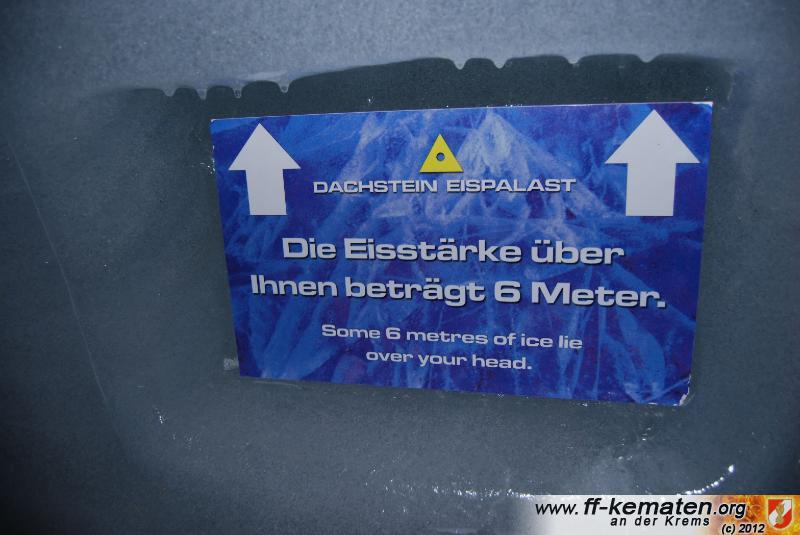 DACHSTEIN EISPALAST
Die Eisstärke über
Ihnen beträgt 6 Meter.
Some 6 metres of ice lie
over your head.
www.ff-kematen.org
an der Krems
(c) 2012